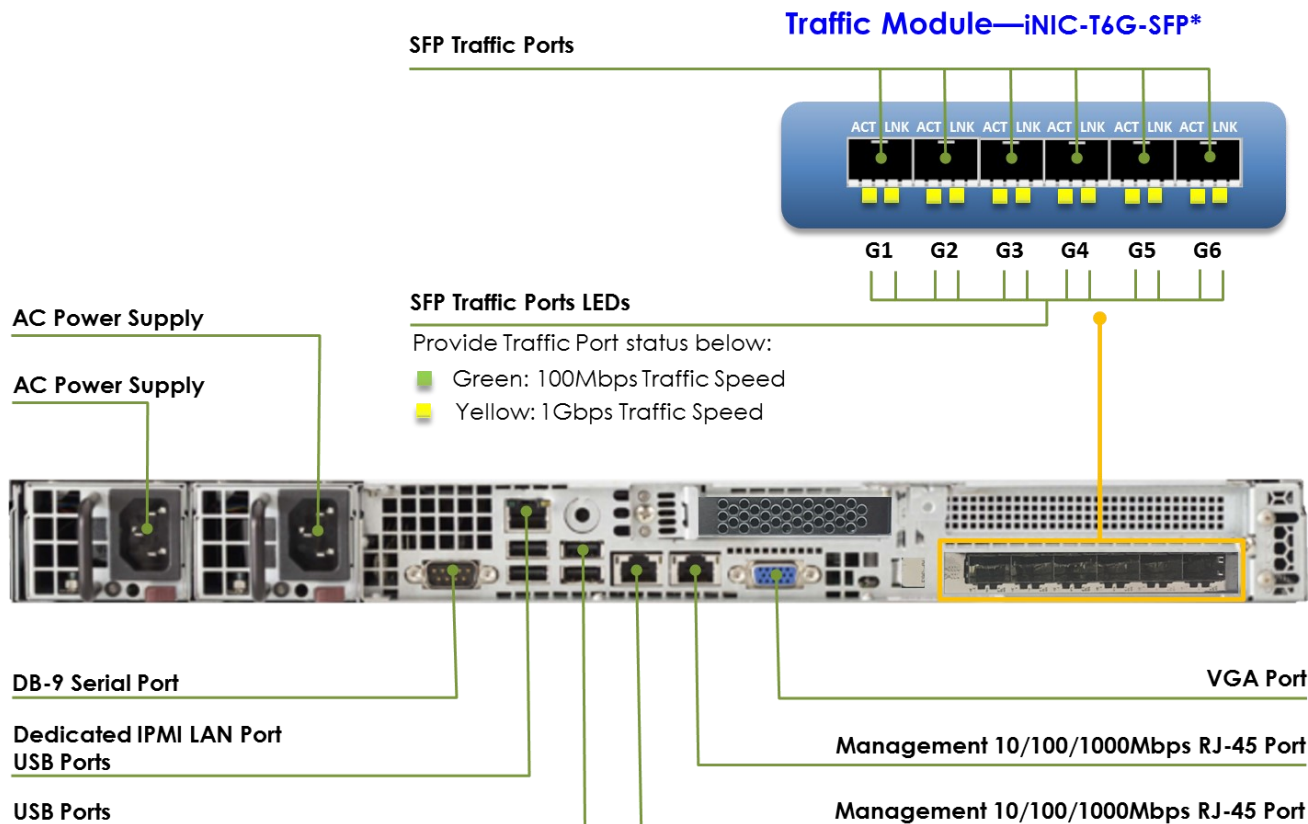 Traffic Module—iNIC-T6G-SFP*
SFP Traffic Ports
ACT LNK ACT LNK ACT LNK ACT LNK ACT LNK ACT LNK
G1 G2 G3 G4 G5 G6
SFP Traffic Ports LEDs
Provide Traffic Port status below:
Green: 100Mbps Traffic Speed
Yellow: 1Gbps Traffic Speed
AC Power Supply
AC Power Supply
DB-9 Serial Port
VGA Port
Dedicated IPMI LAN Port
USB Ports
Management 10/100/1000Mbps RJ-45 Port
USB Ports
Management 10/100/1000Mbps RJ-45 Port